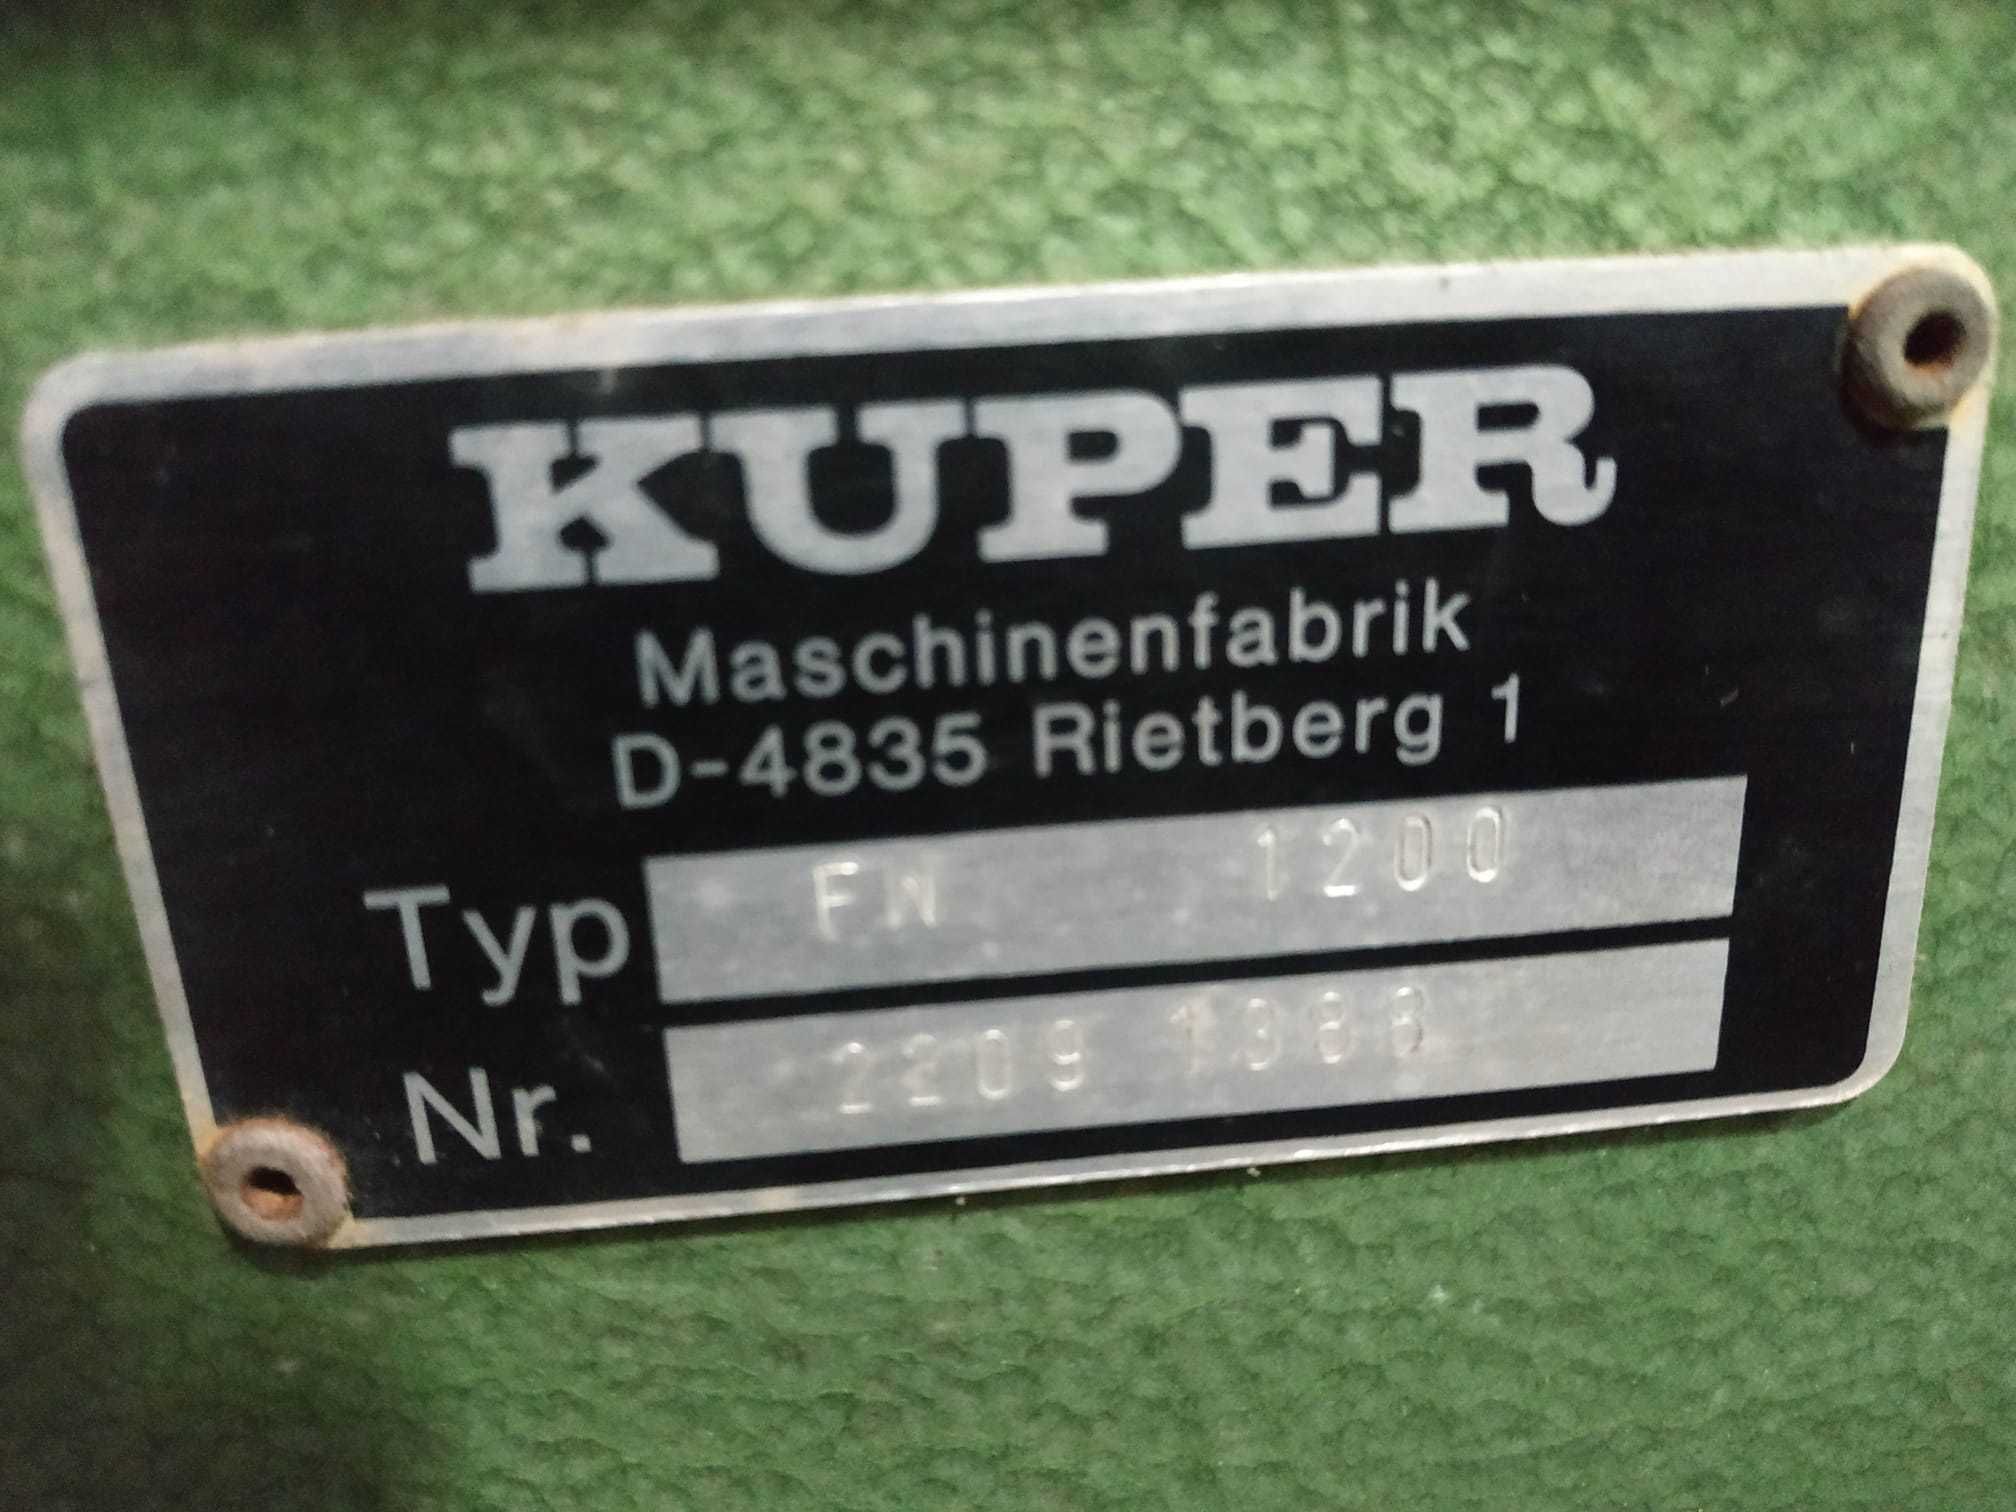 KUPER
Maschinenfabrik
D-4835 Rietberg 1
Typ FW 1200
Nr. 2209 1388